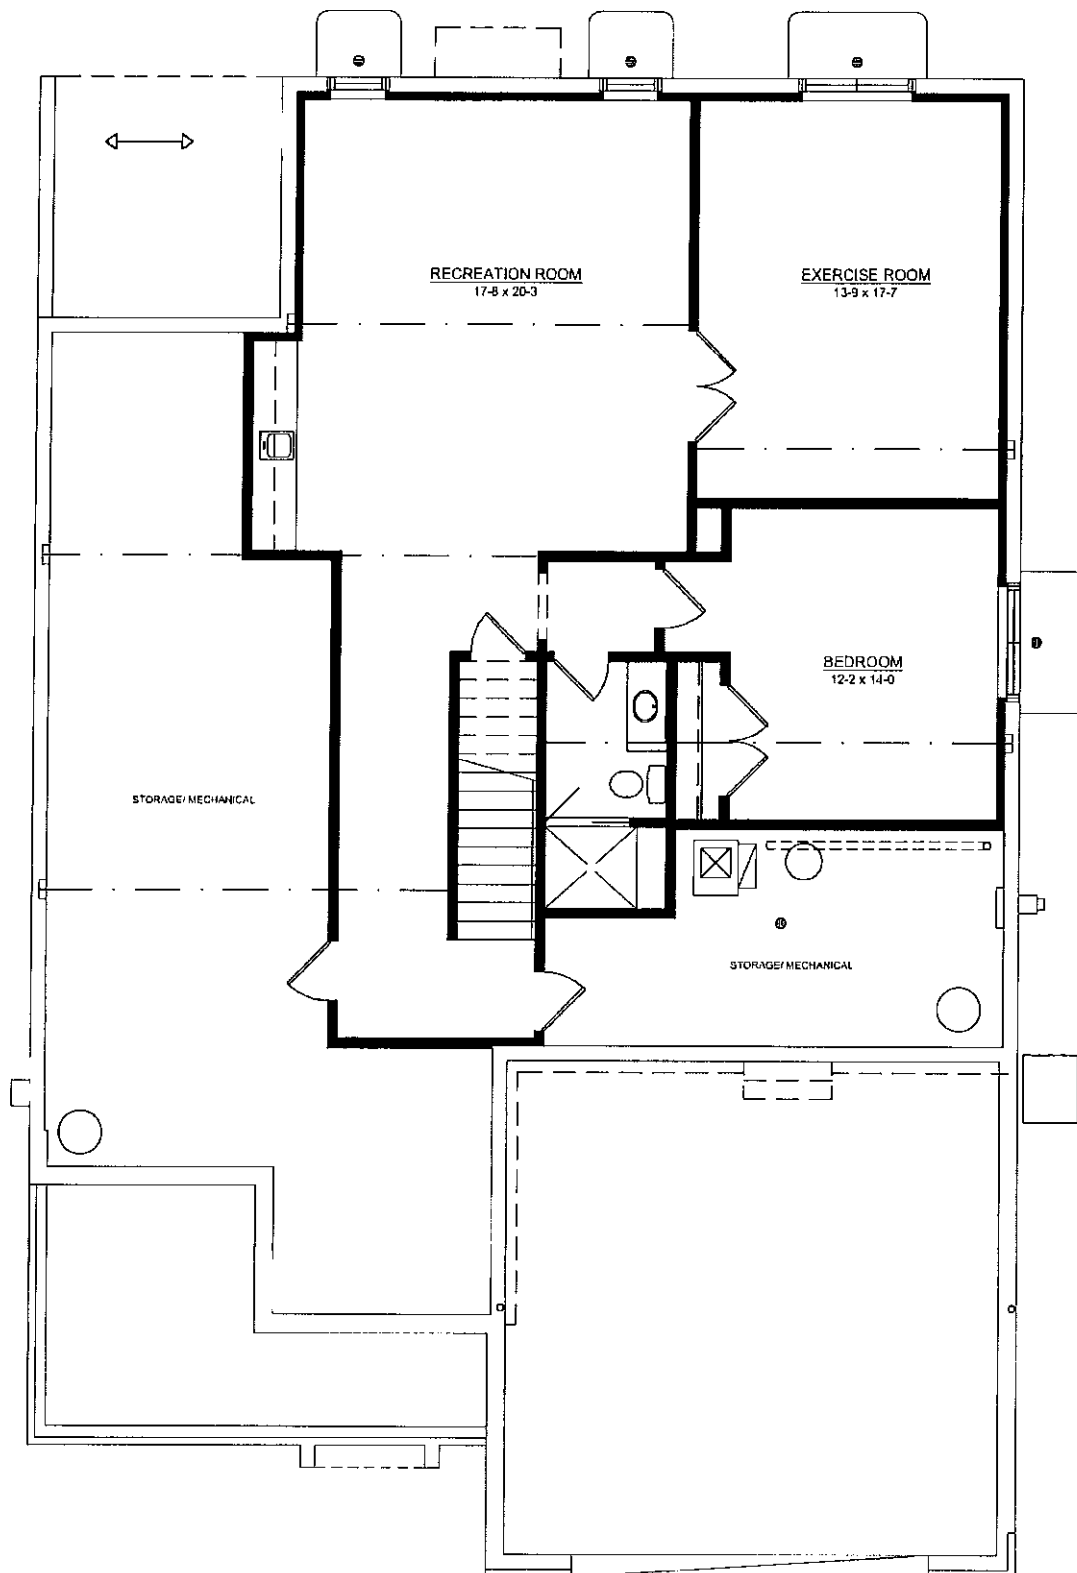 RECREATION ROOM
17-8 x 20-3
EXERCISE ROOM
13-9 x 17-7
BEDROOM
12-2 x 14-0
STORAGE/ MECHANICAL
STORAGE/ MECHANICAL